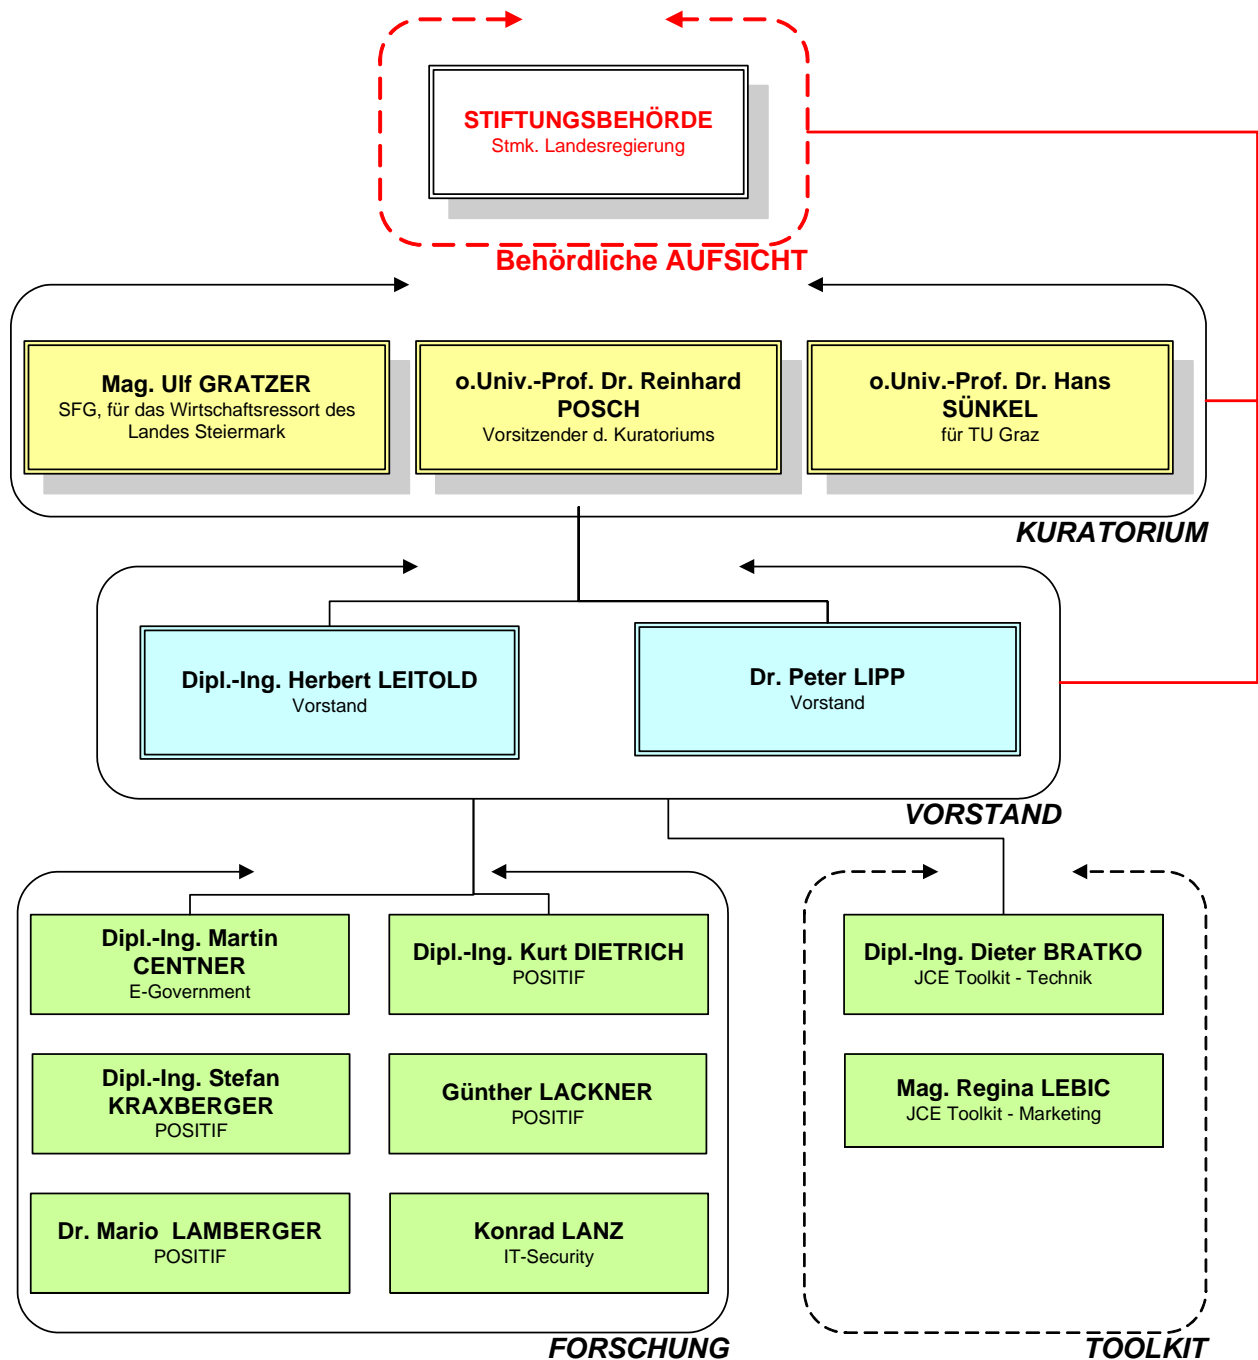 STIFTUNGSBEHÖRDE
Stmk. Landesregierung
Behördliche AUFSICHT
Mag. Ulf GRATZER
SFG, für das Wirtschaftsressort des
Landes Steiermark
o.Univ.-Prof. Dr. Reinhard
POSCH
Vorsitzender d. Kuratoriums
o.Univ.-Prof. Dr. Hans
SÜNKEL
für TU Graz
KURATORIUM
Dipl.-Ing. Herbert LEITOLD
Vorstand
Dr. Peter LIPP
Vorstand
VORSTAND
Dipl.-Ing. Martin
CENTNER
E-Government
Dipl.-Ing. Kurt DIETRICH
POSITIF
Dipl.-Ing. Stefan
KRAXBERGER
POSITIF
Günther LACKNER
POSITIF
Dr. Mario  LAMBERGER
POSITIF
Konrad LANZ
IT-Security
FORSCHUNG
Dipl.-Ing. Dieter BRATKO
JCE Toolkit - Technik
Mag. Regina LEBIC
JCE Toolkit - Marketing
TOOLKIT